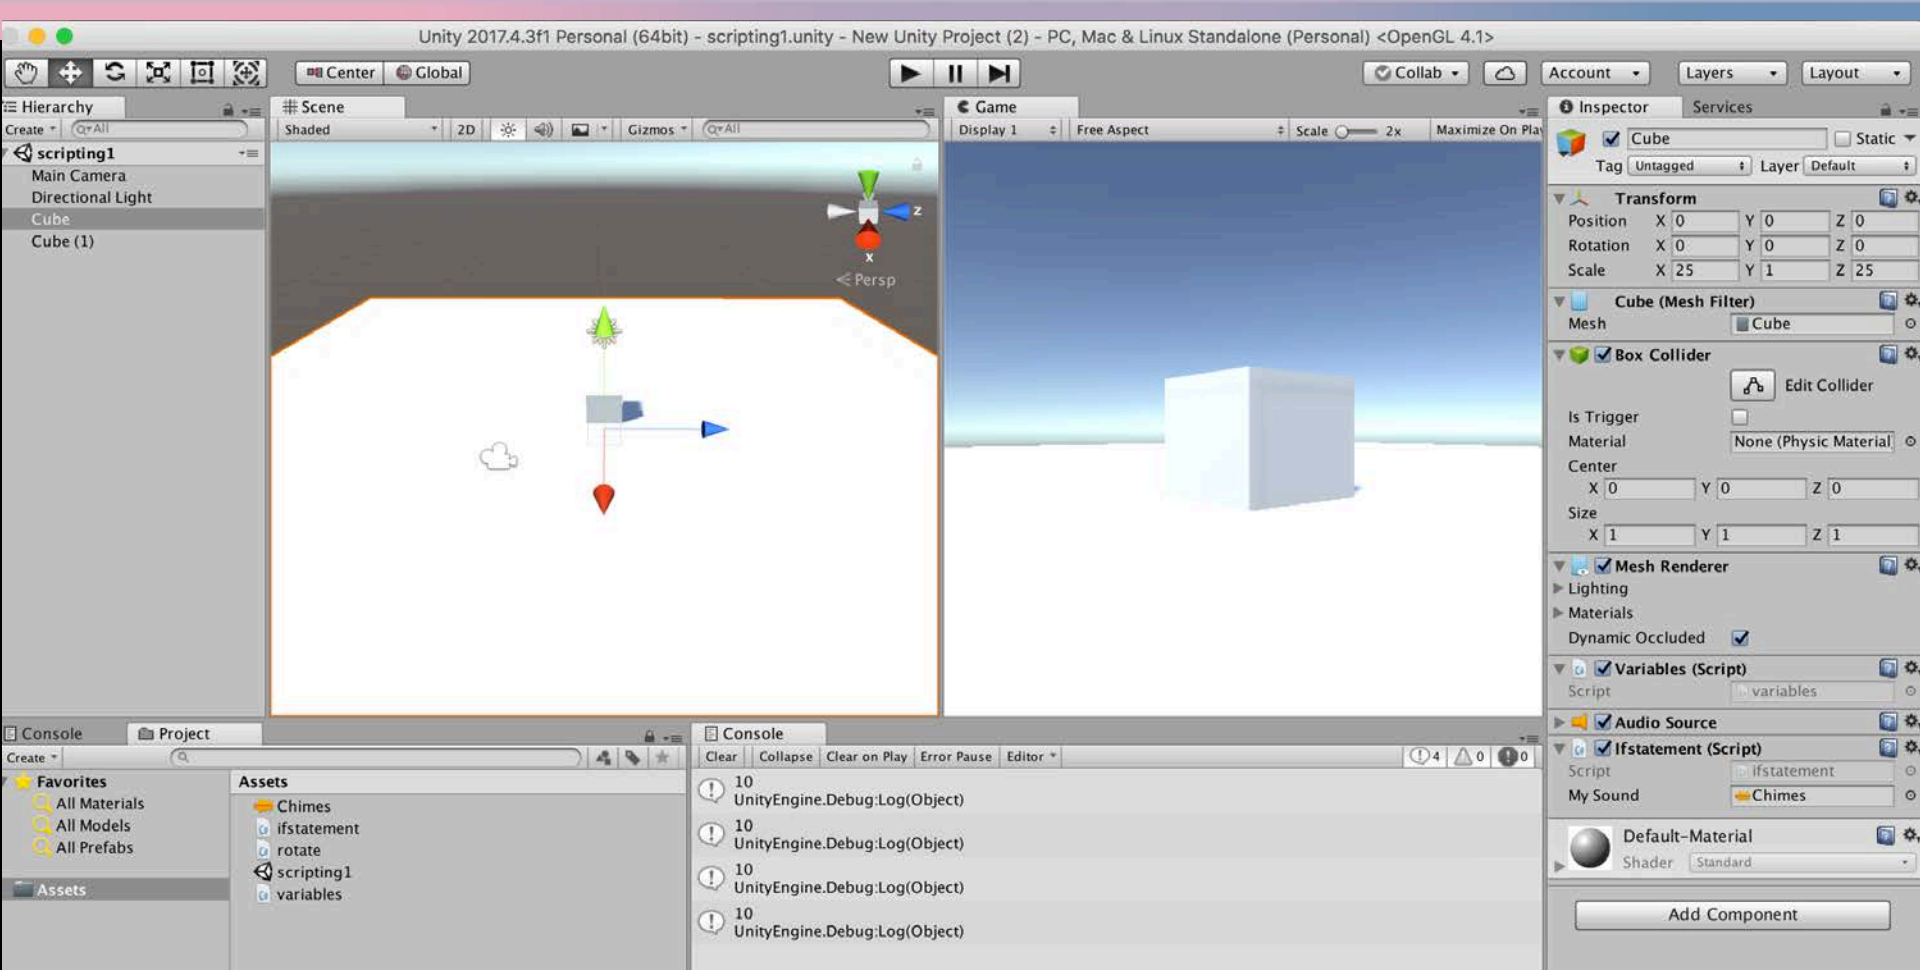 Unity 2017.4.3f1 Personal (64bit) - scripting1.unity - New Unity Project (2) - PC, Mac & Linux Standalone (Personal) <OpenGL 4.1>
Center Global Collab Account Layers Layout
Hierarchy
Create All
scripting1
Main Camera
Directional Light
Cube
Cube (1)
Scene
Shaded 2D Gizmos All
z
x
Persp
Game
Display 1 Free Aspect Scale 2x Maximize On Pla
Inspector Services
Cube Static
Tag Untagged Layer Default
Transform
Position X 0 Y 0 Z 0
Rotation X 0 Y 0 Z 0
Scale X 25 Y 1 Z 25
Cube (Mesh Filter)
Mesh Cube
Box Collider
Edit Collider
Is Trigger
Material None (Physic Material
Center
X 0 Y 0 Z 0
Size
X 1 Y 1 Z 1
Mesh Renderer
Lighting
Materials
Dynamic Occluded
Variables (Script)
Script variables
Audio Source
Ifstatement (Script)
Script ifstatement
My Sound Chimes
Default-Material
Shader Standard
Add Component
Console Project
Create
Favorites
All Materials
All Models
All Prefabs
Assets
Assets
Chimes
ifstatement
rotate
scripting1
variables
Console
Clear Collapse Clear on Play Error Pause Editor 4 0 0
10
UnityEngine.Debug:Log(Object)
10
UnityEngine.Debug:Log(Object)
10
UnityEngine.Debug:Log(Object)
10
UnityEngine.Debug:Log(Object)